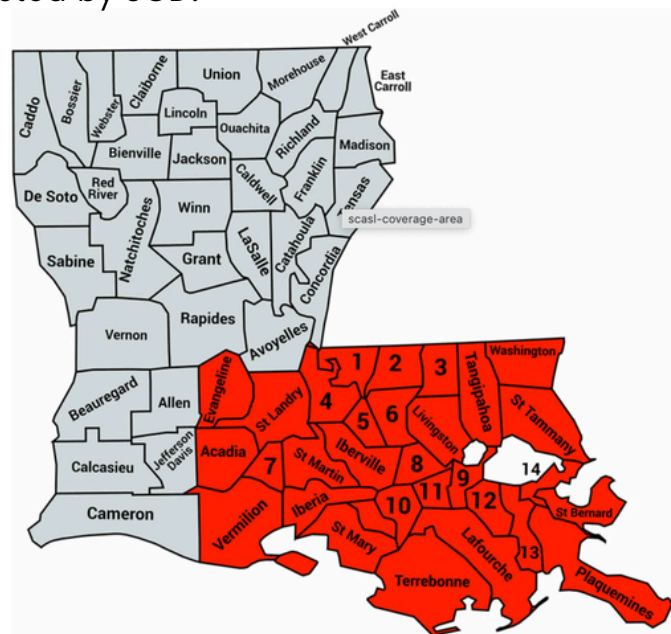 West Carroll
Union
Morehouse
Claiborne
East
Carroll
Bossier
Webster
Caddo
Lincoln
Ouachita
Richland
Madison
Bienville
Jackson
Franklin
Caldwell
De Soto
Red
River
Winn
scasl-coverage-area
Natchitoches
LaSalle
Catahoula
Sabine
Grant
Concordia
Rapides
Vernon
Avoyelles
Washington
1
2
3
Tangipahoa
Evangeline
Beauregard
Allen
St Landry
4
5
6
Livingston
St Tammany
Acadia
Jefferson
Davis
Calcasieu
7
St Martin
Iberville
8
9
14
Cameron
Vermilion
Iberia
10
11
12
St Bernard
St Mary
Lafourche
13
Terrebonne
Plaquemines